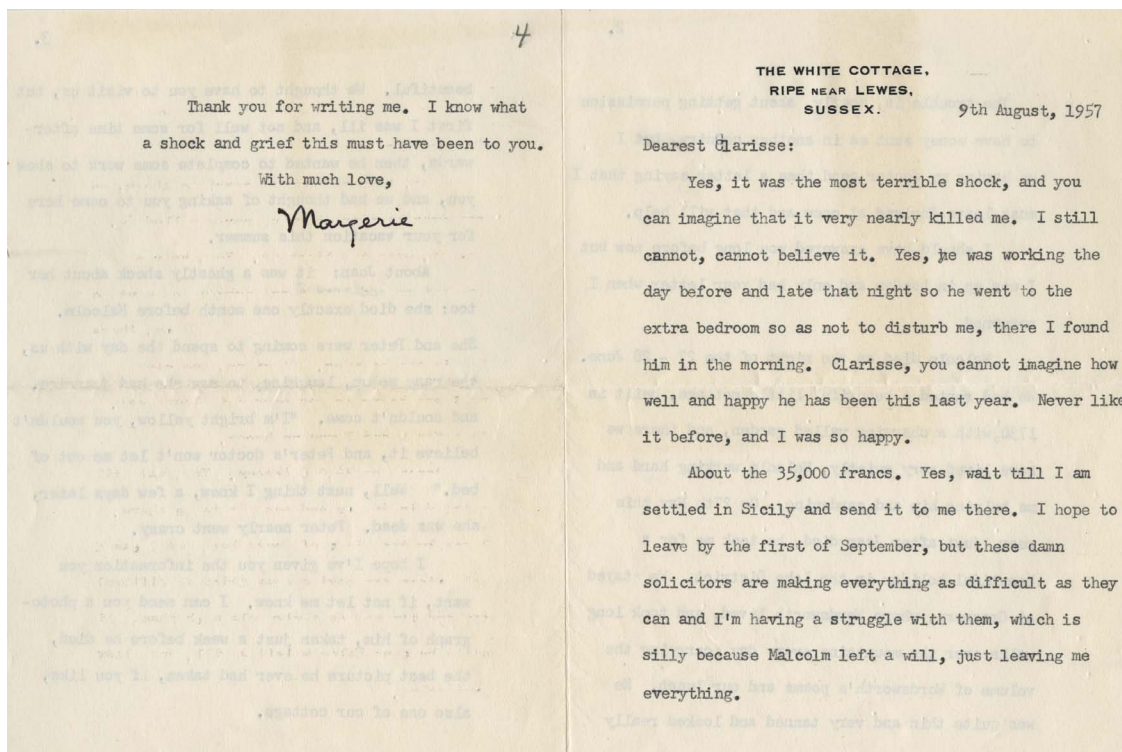 4
Thank you for writing me. I know what
a shock and grief this must have been to you.
With much love,
Margerie
THE WHITE COTTAGE,
RIPE NEAR LEWES,
SUSSEX.
9th August, 1957
Dearest Clarisse:
Yes, it was the most terrible shock, and you
can imagine that it very nearly killed me. I still
cannot, cannot believe it. Yes, he was working the
day before and late that night so he went to the
extra bedroom so as not to disturb me, there I found
him in the morning. Clarisse, you cannot imagine how
well and happy he has been this last year. Never like
it before, and I was so happy.
About the 35,000 francs. Yes, wait till I am
settled in Sicily and send it to me there. I hope to
leave by the first of September, but these damn
solicitors are making everything as difficult as they
can and I'm having a struggle with them, which is
silly because Malcolm left a will, just leaving me
everything.